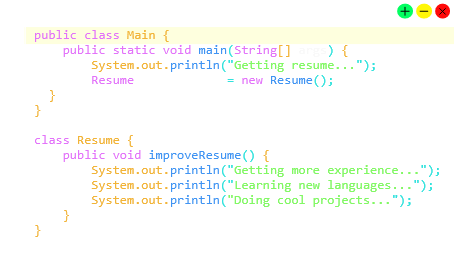 public class Main {
public static void main(String[] args) {
System.out.println("Getting resume...");
Resume = new Resume();
}
}
class Resume {
public void improveResume() {
System.out.println("Getting more experience...");
System.out.println("Learning new languages...");
System.out.println("Doing cool projects...");
}
}